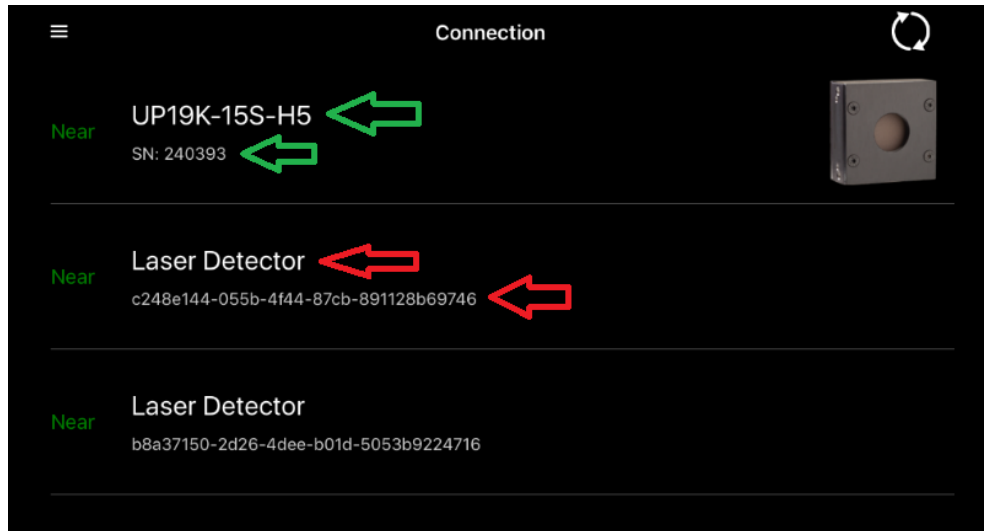 Connection
UP19K-15S-H5
Near
SN: 240393
Laser Detector
Near
c248e144-055b-4f44-87cb-891128b69746
Laser Detector
Near
b8a37150-2d26-4dee-b01d-5053b9224716